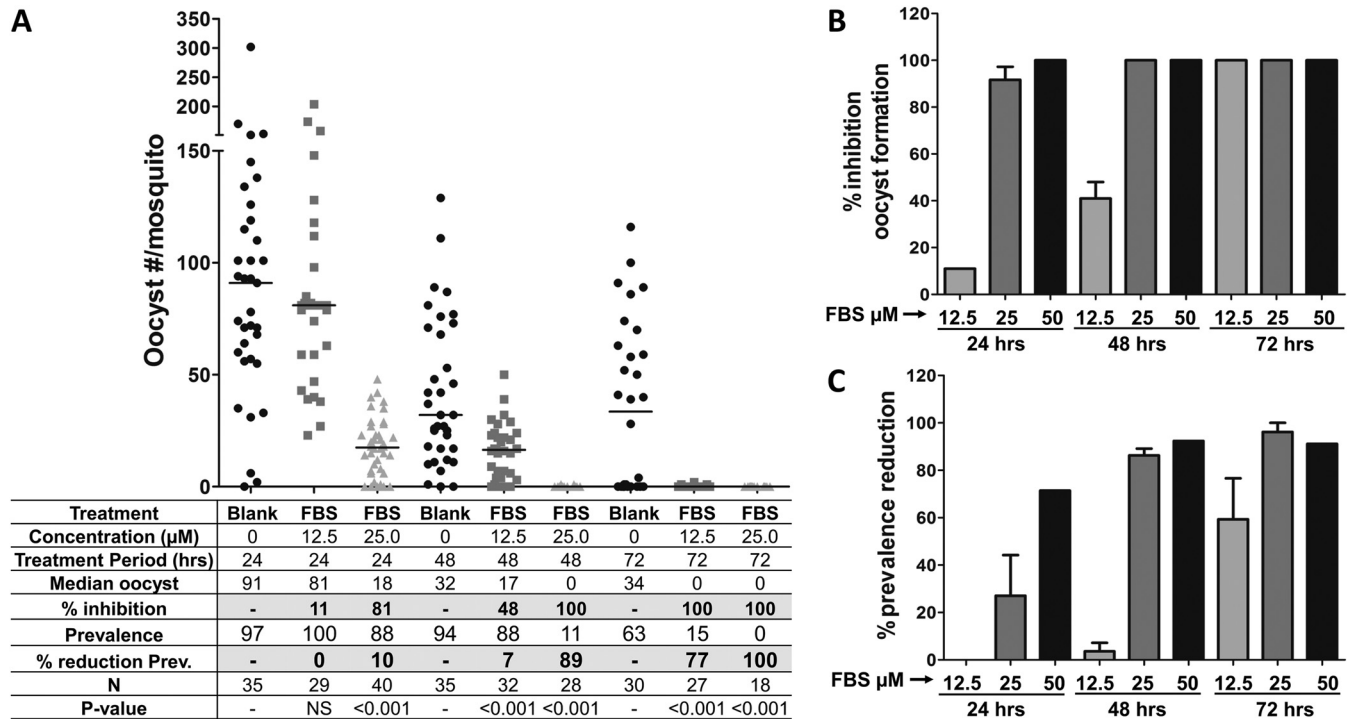 A
350
300
250
200
150
100
50
0
Oocyst #/mosquito
Treatment Blank FBS FBS Blank FBS FBS Blank FBS FBS
Concentration (µM) 0 12.5 25.0 0 12.5 25.0 0 12.5 25.0
Treatment Period (hrs) 24 24 24 48 48 48 72 72 72
Median oocyst 91 81 18 32 17 0 34 0 0
% inhibition - 11 81 - 48 100 - 100 100
Prevalence 97 100 88 94 88 11 63 15 0
% reduction Prev. - 0 10 - 7 89 - 77 100
N 35 29 40 35 32 28 30 27 18
P-value - NS <0.001 - <0.001 <0.001 - <0.001 <0.001
B
120
100
80
60
40
20
0
% inhibition
oocyst formation
FBS µM → 12.5 25 50 12.5 25 50 12.5 25 50
24 hrs 48 hrs 72 hrs
C
120
100
80
60
40
20
0
% prevalence reduction
FBS µM → 12.5 25 50 12.5 25 50 12.5 25 50
24 hrs 48 hrs 72 hrs